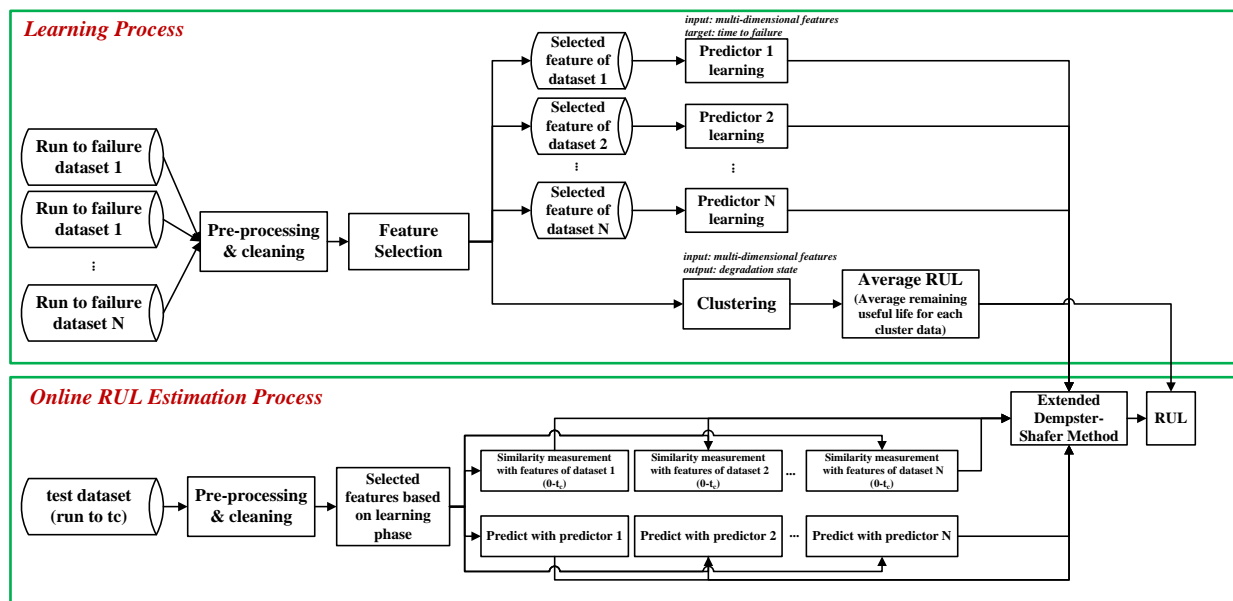 Learning Process
input: multi-dimensional features
target: time to failure
Selected
feature of
dataset 1
Predictor 1
learning
Selected
feature of
dataset 2
Predictor 2
learning
...
...
Selected
feature of
dataset N
Predictor N
learning
Run to failure
dataset 1
Run to failure
dataset 1
...
Run to failure
dataset N
Pre-processing
& cleaning
Feature
Selection
input: multi-dimensional features
output: degradation state
Clustering
Average RUL
(Average remaining
useful life for each
cluster data)
Online RUL Estimation Process
Extended
Dempster-
Shafer Method
RUL
test dataset
(run to tc)
Pre-processing
& cleaning
Selected
features based
on learning
phase
Similarity measurement
with features of dataset 1
(0-tc)
Similarity measurement
with features of dataset 2
(0-tc)
...
Similarity measurement
with features of dataset N
(0-tc)
Predict with predictor 1
Predict with predictor 2
...
Predict with predictor N